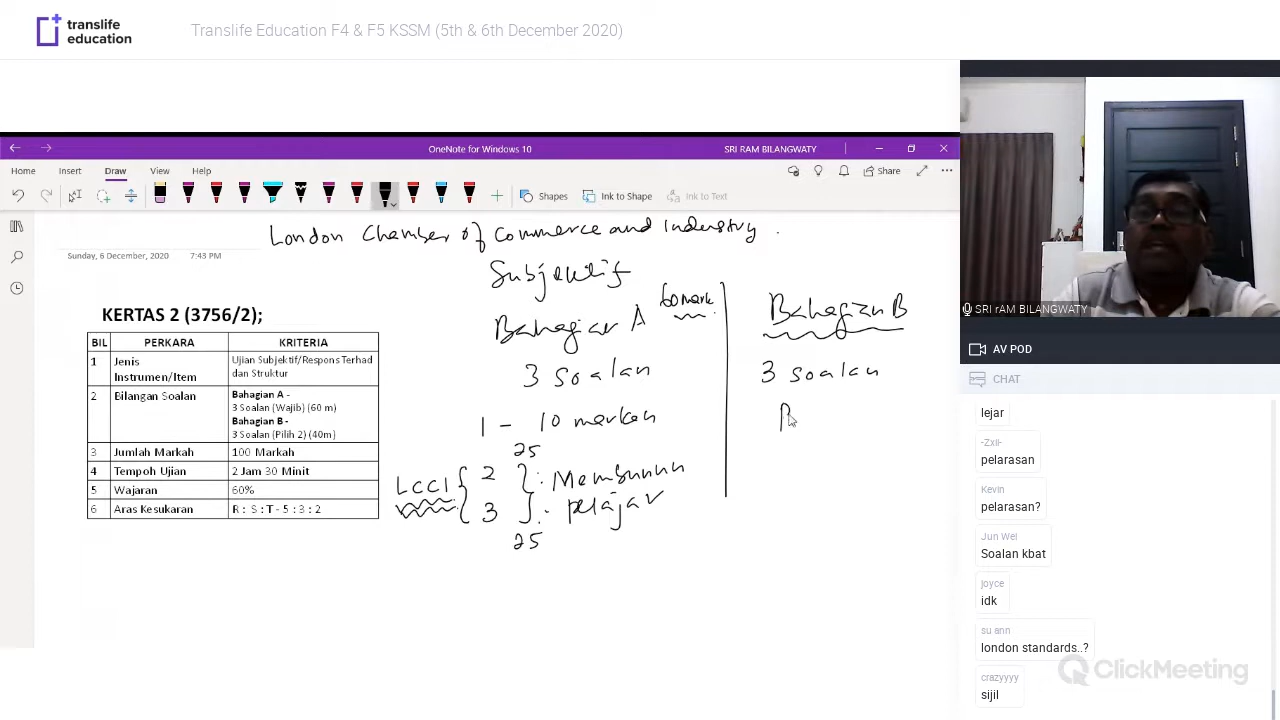 translife
education
Translife Education F4 & F5 KSSM (5th & 6th December 2020)
OneNote for Windows 10
SRI RAM BILANGWATY
Home Insert Draw View Help
Share
Shapes Ink to Shape Ink to Text
London Chamber of Commerce and Industry .
Sunday, 6 December, 2020 7:43 PM
Subjektif
KERTAS 2 (3756/2);
BIL PERKARA KRITERIA
1 Jenis Instrumen/Item Ujian Subjektif/Respons Terhad dan Struktur
2 Bilangan Soalan Bahagian A -
3 Soalan (Wajib) (60 m)
Bahagian B -
3 Soalan (Pilih 2) (40m)
3 Jumlah Markah 100 Markah
4 Tempoh Ujian 2 Jam 30 Minit
5 Wajaran 60%
6 Aras Kesukaran R : S : T - 5 : 3 : 2
Bahagian A 60 mark.
3 soalan
1 - 10 markah
25
LCCI { 2 } : Membunuh
3 pelajar
25
Bahagian B
3 soalan
SRI rAM BILANGWATY
AV POD
CHAT
lejar
-Zxii-
pelarasan
Kevin
pelarasan?
Jun Wei
Soalan kbat
joyce
idk
su ann
london standards..?
crazyyyy
sijil
ClickMeeting